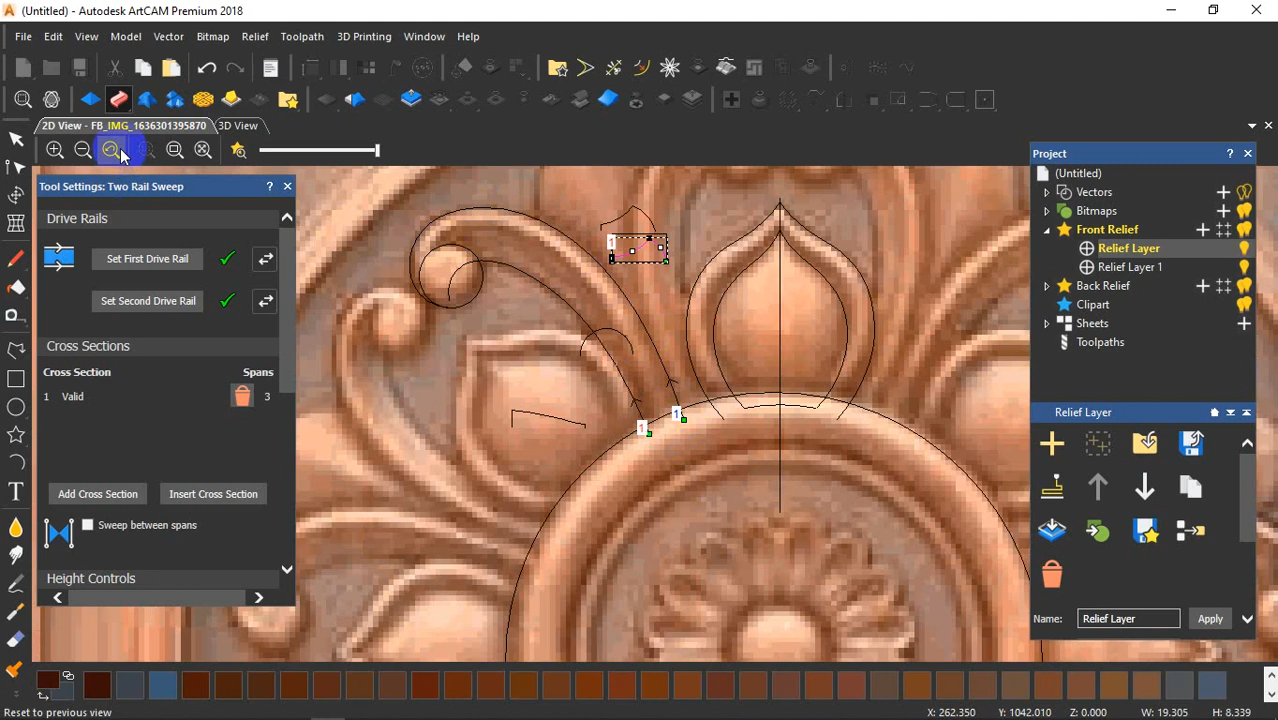 (Untitled) - Autodesk ArtCAM Premium 2018
File Edit View Model Vector Bitmap Relief Toolpath 3D Printing Window Help
2D View - FB_IMG_1636301395870 3D View
Tool Settings: Two Rail Sweep ?
Drive Rails
Set First Drive Rail
Set Second Drive Rail
Cross Sections
Cross Section Spans
1 Valid 3
Add Cross Section Insert Cross Section
Sweep between spans
Height Controls
1
1
1
Project ?
(Untitled)
Vectors
Bitmaps
Front Relief
Relief Layer
Relief Layer 1
Back Relief
Clipart
Sheets
Toolpaths
Relief Layer
Name: Relief Layer Apply
T
Reset to previous view X: 262.350 Y: 1042.010 Z: 0.000 W: 19.305 H: 8.339